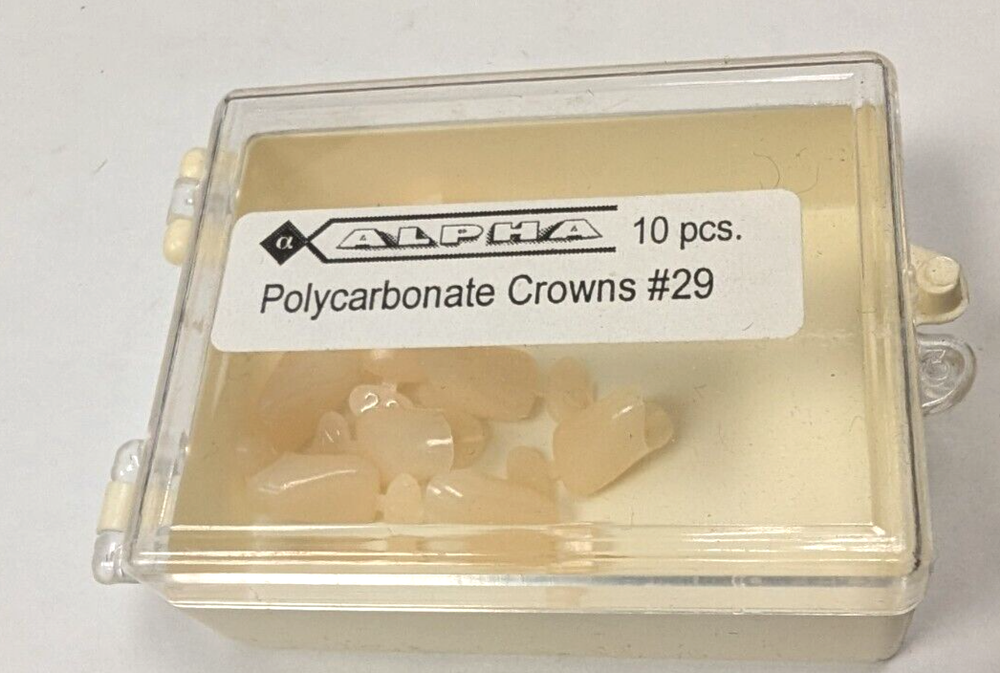 α ALPHA 10 pcs.
Polycarbonate Crowns #29